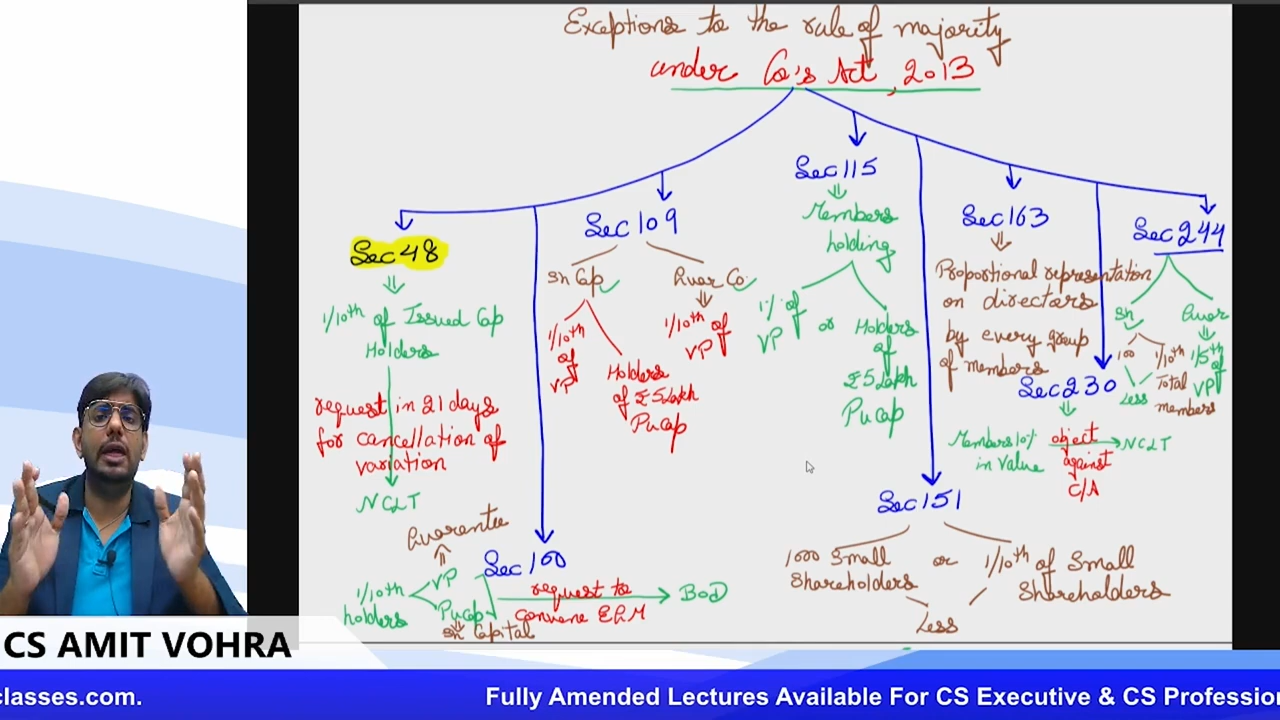 Exceptions to the rule of majority
under Co's Act, 2013
Sec 48
1/10th of Issued Cap
Holders
request in 21 days
for cancellation of
variation
NCLT
Sec 100
Guarantee
1/10th
holders
VP
Pucap
Sh Capital
request to
convene EGM
BOD
Sec 109
Sh Cap
1/10th
of
VP
Holders
of ₹5 Lakh
Pucap
Guar Co.
1/10th of
VP
Sec 115
Members
holding
1% of
VP
or
Holders
of
₹5 Lakh
Pucap
Sec 151
1000 Small
Shareholders
or
1/10th of Small
Shareholders
Less
Sec 163
Proportional representation
on directors
by every group
of members
Sec 230
Members 10%
in Value
object
against
C/A
NCLT
Sec 244
Sh
100
1/10th
Total
members
Less
Guar
1/5th
of
VP
CS AMIT VOHRA
classes.com.
Fully Amended Lectures Available For CS Executive & CS Professio